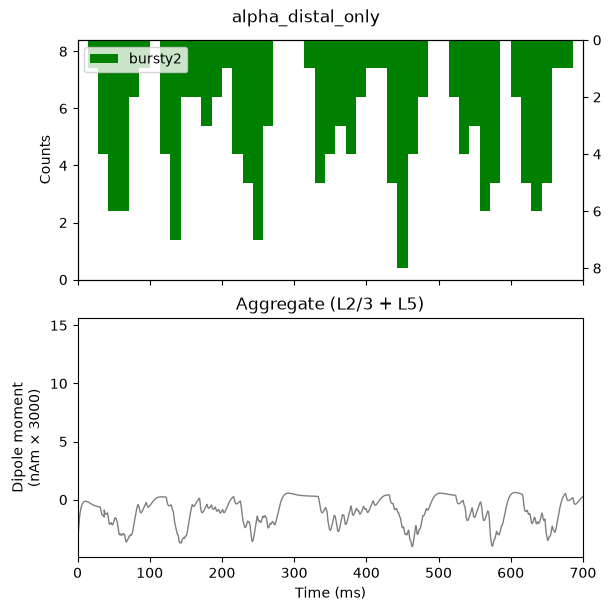 alpha_distal_only
bursty2
Counts
8
6
4
2
0
0
2
4
6
8
Aggregate (L2/3 + L5)
Dipole moment
(nAm × 3000)
15
10
5
0
0 100 200 300 400 500 600 700
Time (ms)